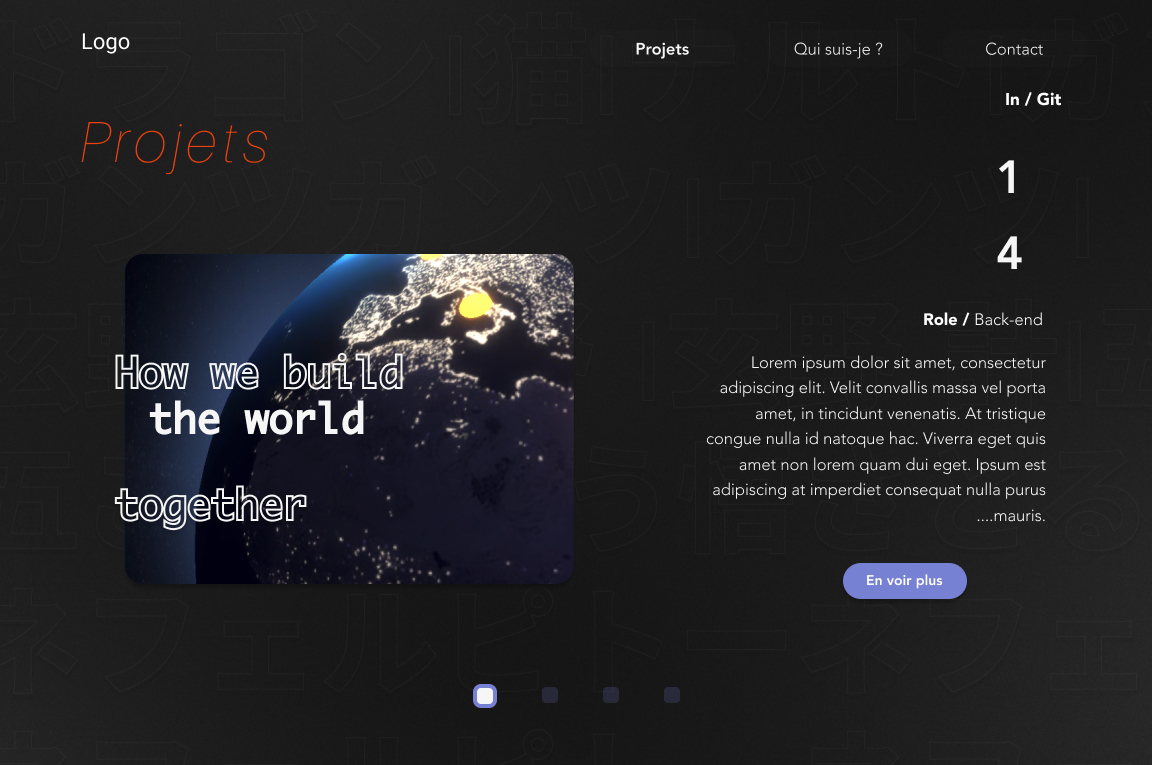 Logo
Projets
Qui suis-je ?
Contact
In / Git
Projets
1
4
How we build
the world
together
Role / Back-end
Lorem ipsum dolor sit amet, consectetur
adipiscing elit. Velit convallis massa vel porta
amet, in tincidunt venenatis. At tristique
congue nulla id natoque hac. Viverra eget quis
amet non lorem quam dui eget. Ipsum est
adipiscing at imperdiet consequat nulla purus
....mauris.
En voir plus